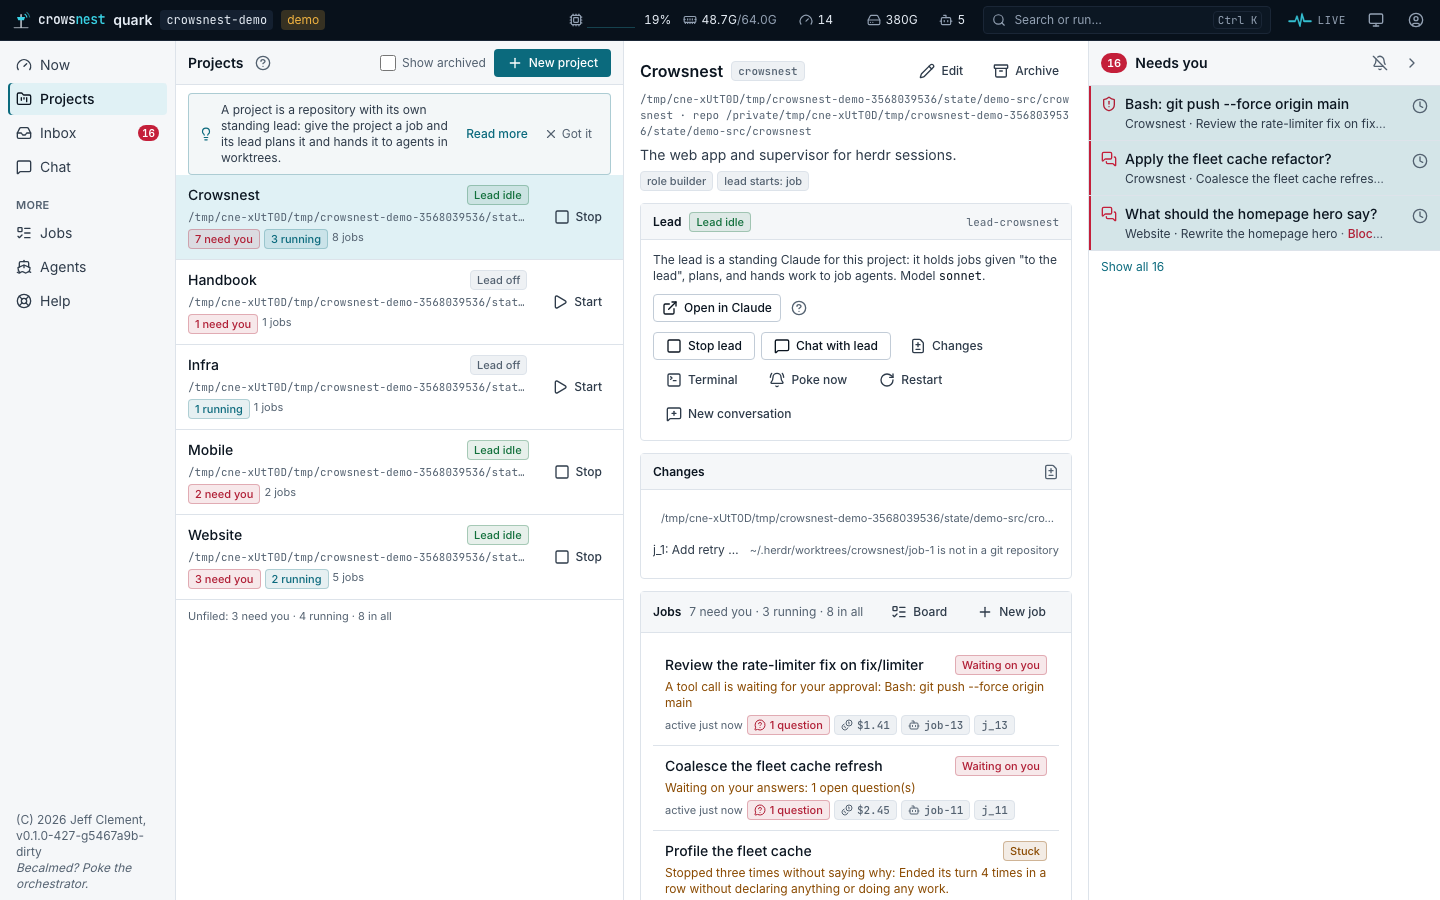 crowsnest quark crowsnest-demo demo 19% 48.7G/64.0G 14 380G 5 Search or run... Ctrl K LIVE
Now
Projects
Inbox 16
Chat
MORE
Jobs
Agents
Help
(C) 2026 Jeff Clement,
v0.1.0-427-g5467a9b-
dirty
Becalmed? Poke the
orchestrator.
Projects Show archived New project
A project is a repository with its own
standing lead: give the project a job and
its lead plans it and hands it to agents in
worktrees.
Read more Got it
Crowsnest Lead idle
/tmp/cne-xUtT0D/tmp/crowsnest-demo-3568039536/stat… Stop
7 need you 3 running 8 jobs
Handbook Lead off
/tmp/cne-xUtT0D/tmp/crowsnest-demo-3568039536/stat… Start
1 need you 1 jobs
Infra Lead off
/tmp/cne-xUtT0D/tmp/crowsnest-demo-3568039536/stat… Start
1 running 1 jobs
Mobile Lead idle
/tmp/cne-xUtT0D/tmp/crowsnest-demo-3568039536/stat… Stop
2 need you 2 jobs
Website Lead idle
/tmp/cne-xUtT0D/tmp/crowsnest-demo-3568039536/stat… Stop
3 need you 2 running 5 jobs
Unfiled: 3 need you · 4 running · 8 in all
Crowsnest crowsnest Edit Archive
/tmp/cne-xUtT0D/tmp/crowsnest-demo-3568039536/state/demo-src/crow
snest · repo /private/tmp/cne-xUtT0D/tmp/crowsnest-demo-356803953
6/state/demo-src/crowsnest
The web app and supervisor for herdr sessions.
role builder lead starts: job
Lead Lead idle lead-crowsnest
The lead is a standing Claude for this project: it holds jobs given "to the
lead", plans, and hands work to job agents. Model sonnet.
Open in Claude
Stop lead Chat with lead Changes
Terminal Poke now Restart
New conversation
Changes
/tmp/cne-xUtT0D/tmp/crowsnest-demo-3568039536/state/demo-src/cro…
j_1: Add retry … ~/.herdr/worktrees/crowsnest/job-1 is not in a git repository
Jobs 7 need you · 3 running · 8 in all Board New job
Review the rate-limiter fix on fix/limiter Waiting on you
A tool call is waiting for your approval: Bash: git push --force origin
main
active just now 1 question $1.41 job-13 j_13
Coalesce the fleet cache refresh Waiting on you
Waiting on your answers: 1 open question(s)
active just now 1 question $2.45 job-11 j_11
Profile the fleet cache Stuck
Stopped three times without saying why: Ended its turn 4 times in a
row without declaring anything or doing any work.
16 Needs you
Bash: git push --force origin main
Crowsnest · Review the rate-limiter fix on fix…
Apply the fleet cache refactor?
Crowsnest · Coalesce the fleet cache refres…
What should the homepage hero say?
Website · Rewrite the homepage hero · Bloc…
Show all 16